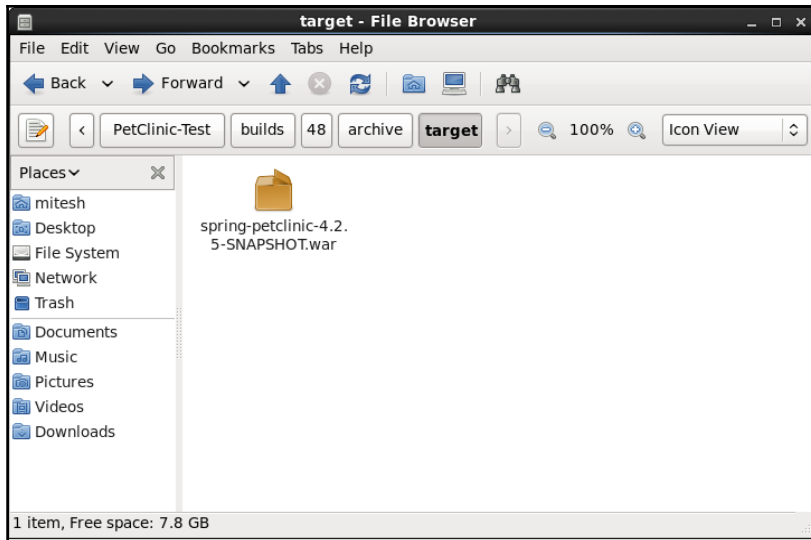 target - File Browser
File Edit View Go Bookmarks Tabs Help
Back Forward
PetClinic-Test builds 48 archive target 100% Icon View
Places
mitesh
Desktop
File System
Network
Trash
Documents
Music
Pictures
Videos
Downloads
spring-petclinic-4.2.
5-SNAPSHOT.war
1 item, Free space: 7.8 GB